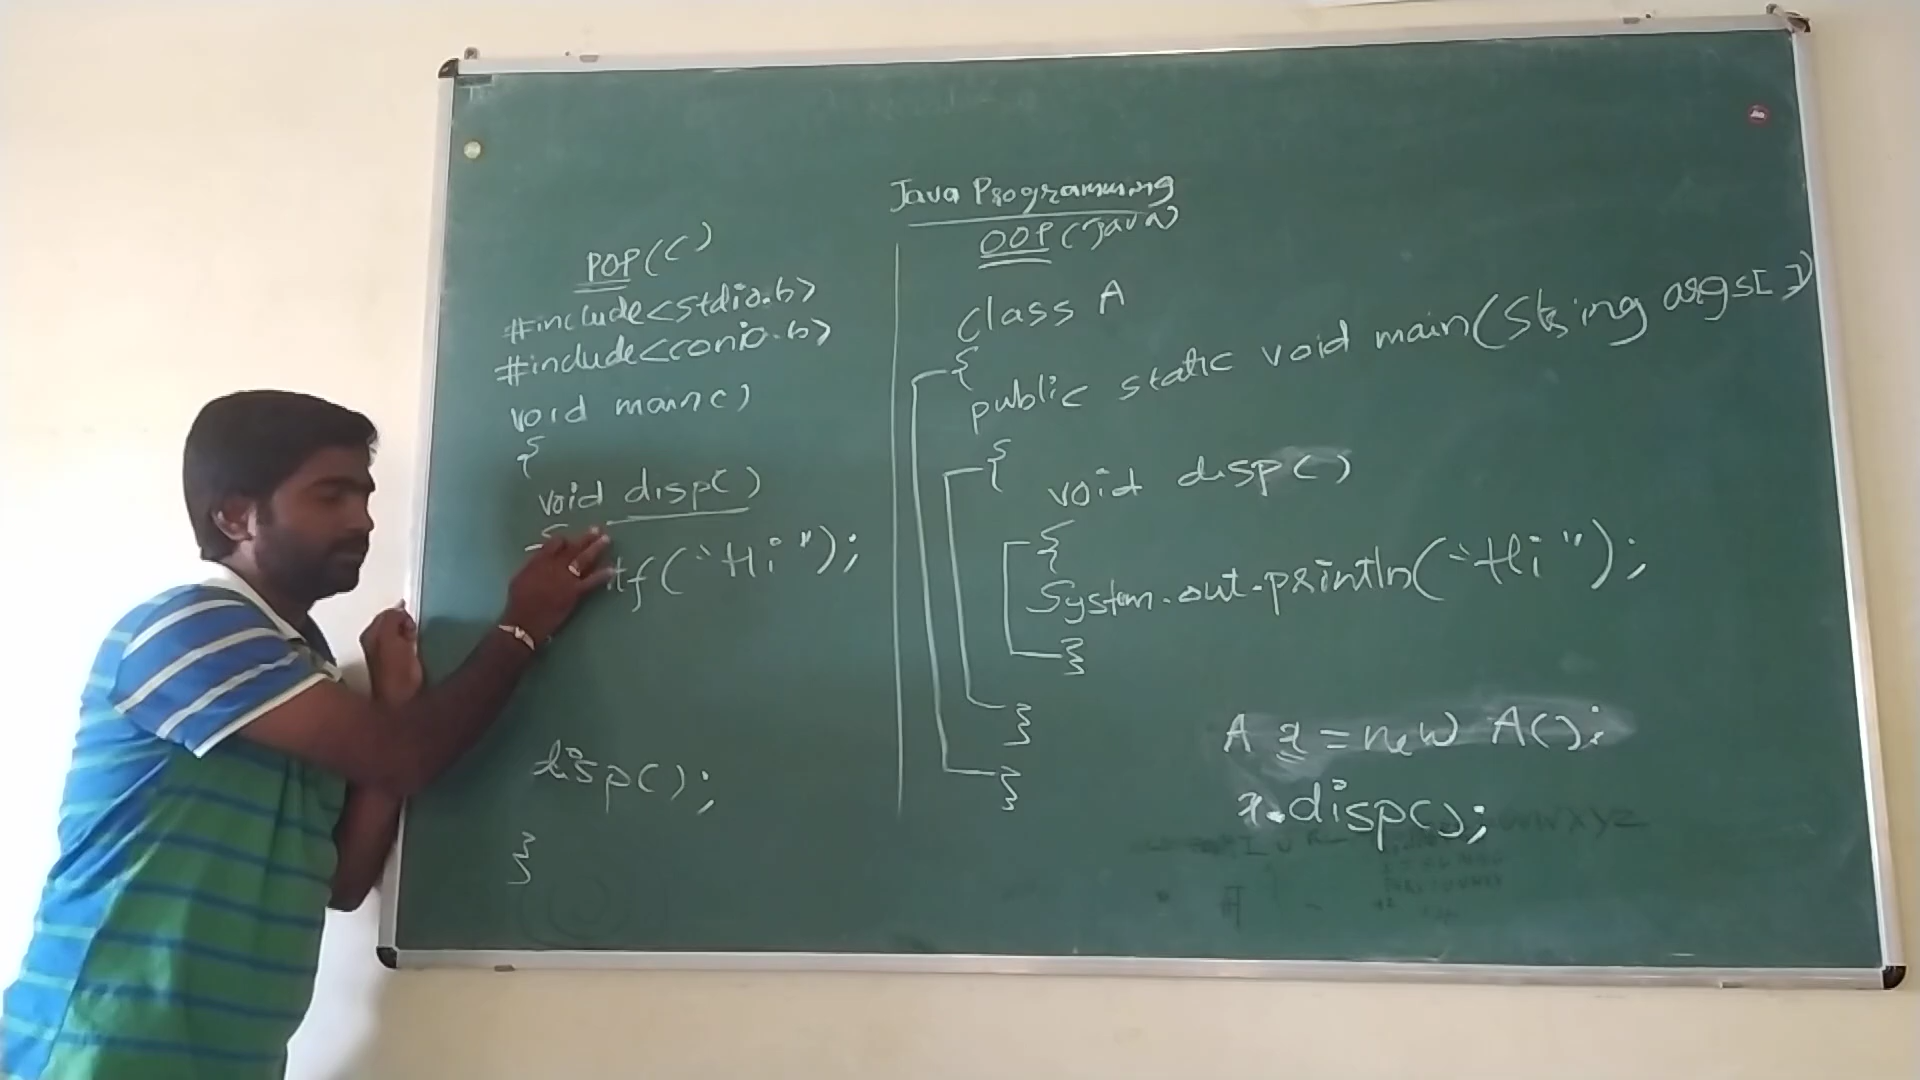 Java Programming
POP(C)
#include<stdio.h>
#include<conio.h>
void main()
{
void disp()
{
tf("Hi");
disp();
}
OOP(Java)
class A
{
public static void main(String args[])
{
void disp()
{
System.out.println("Hi");
}
}
}
A x = new A();
x.disp();